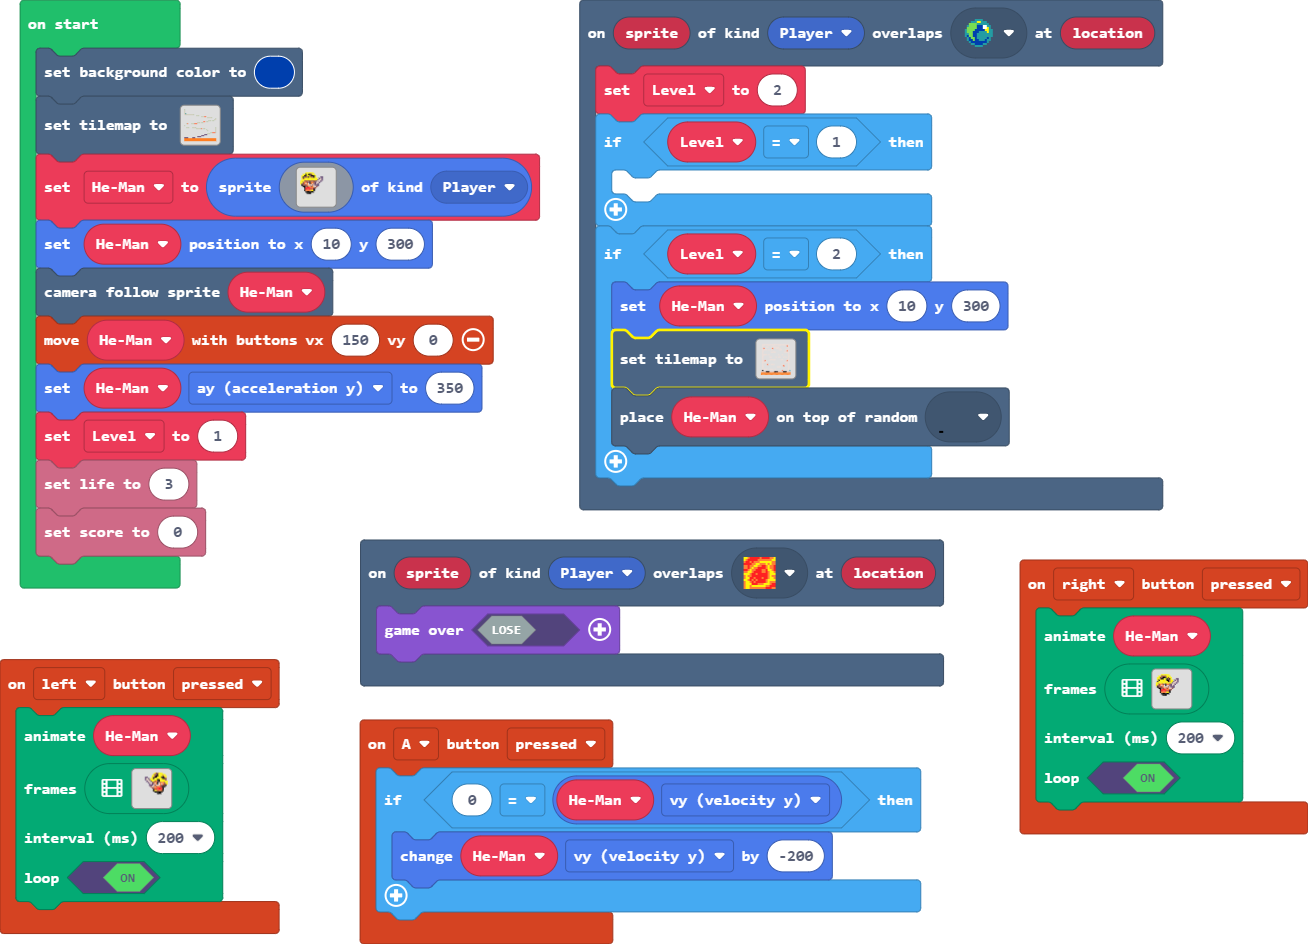 on start
set background color to
set tilemap to
set He-Man to sprite of kind Player
set He-Man position to x 10 y 300
camera follow sprite He-Man
move He-Man with buttons vx 150 vy 0
set He-Man ay (acceleration y) to 350
set Level to 1
set life to 3
set score to 0
on sprite of kind Player overlaps at location
set Level to 2
if Level = 1 then
if Level = 2 then
set He-Man position to x 10 y 300
set tilemap to
place He-Man on top of random
on sprite of kind Player overlaps at location
game over LOSE
on right button pressed
animate He-Man
frames
interval (ms) 200
loop ON
on left button pressed
animate He-Man
frames
interval (ms) 200
loop ON
on A button pressed
if 0 = He-Man vy (velocity y) then
change He-Man vy (velocity y) by -200